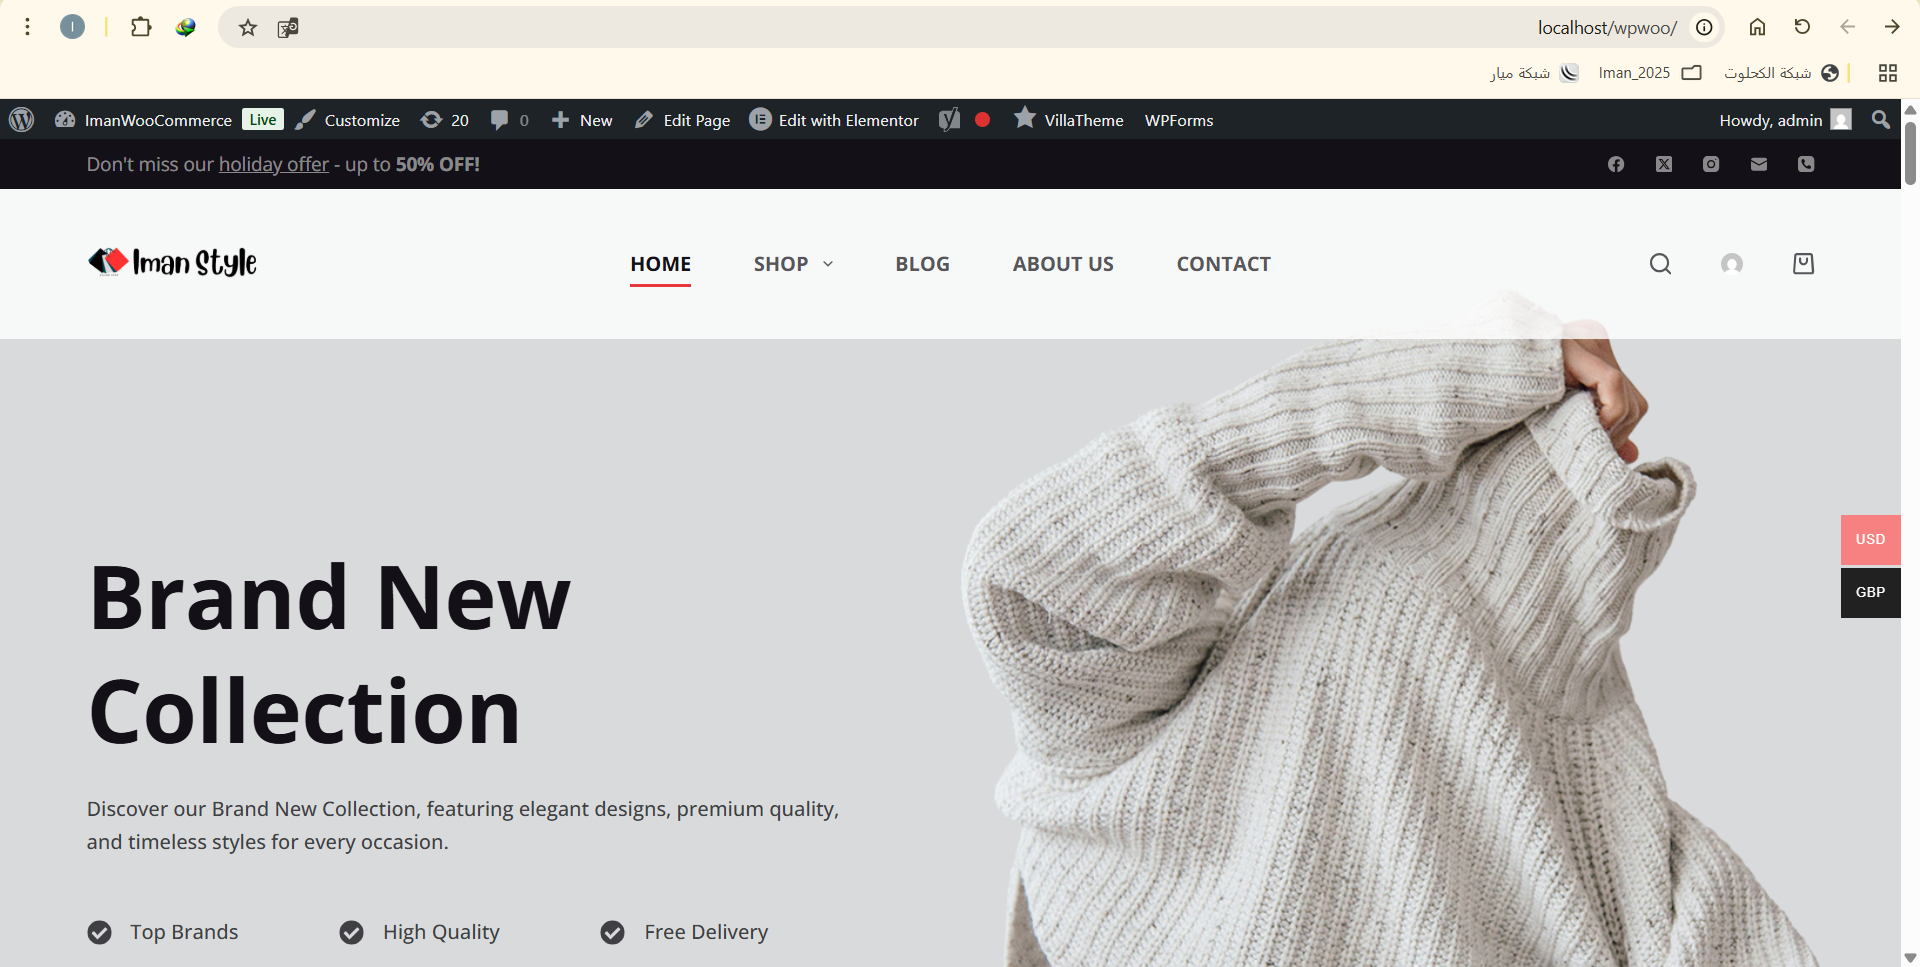 I
localhost/wpwoo/
شبكة الكحلوت
Iman_2025
شبكة ميار
ImanWooCommerce Live Customize 20 0 New Edit Page Edit with Elementor VillaTheme WPForms Howdy, admin
Don't miss our holiday offer - up to 50% OFF!
Iman Style
HOME SHOP BLOG ABOUT US CONTACT
USD
GBP
Brand New
Collection
Discover our Brand New Collection, featuring elegant designs, premium quality,
and timeless styles for every occasion.
Top Brands High Quality Free Delivery